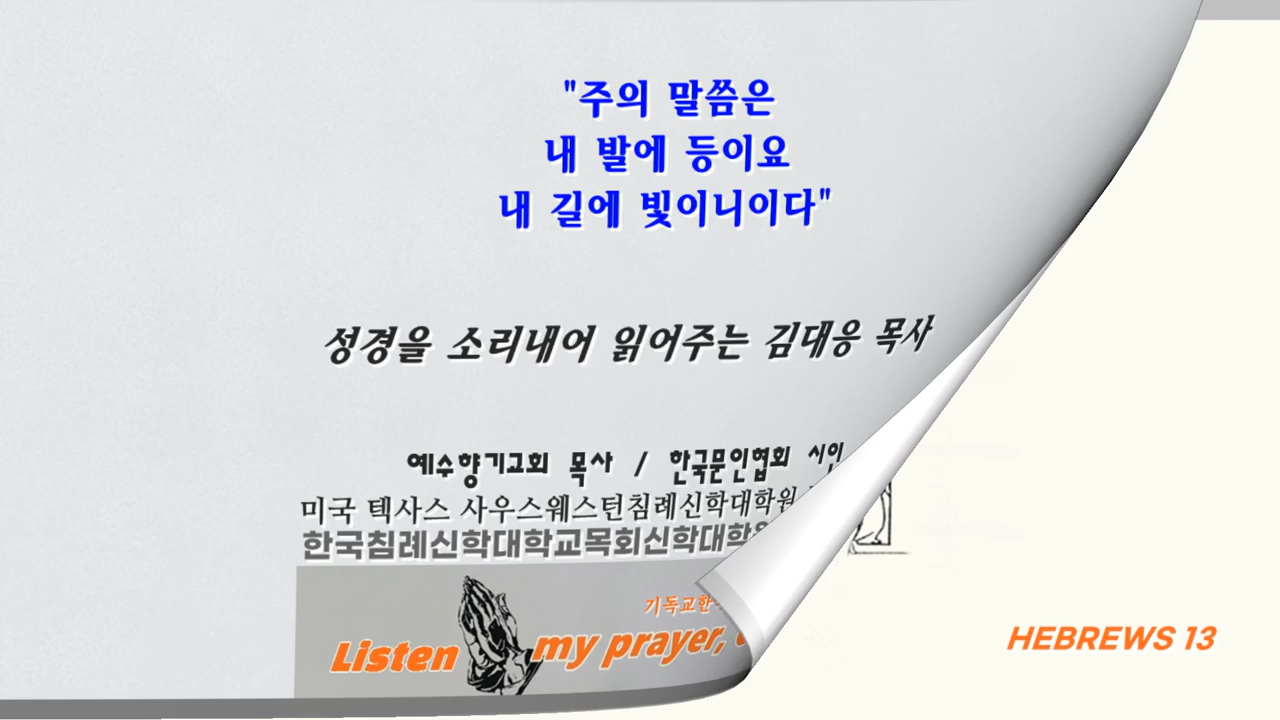 "주의 말씀은
내 발에 등이요
내 길에 빛이니이다"
성경을 소리내어 읽어주는 김대응 목사
예수향기교회 목사 / 한국문인협회 시인
미국 텍사스 사우스웨스턴침례신학대학원
한국침례신학대학교목회신학대학원
Listen my prayer,
HEBREWS 13